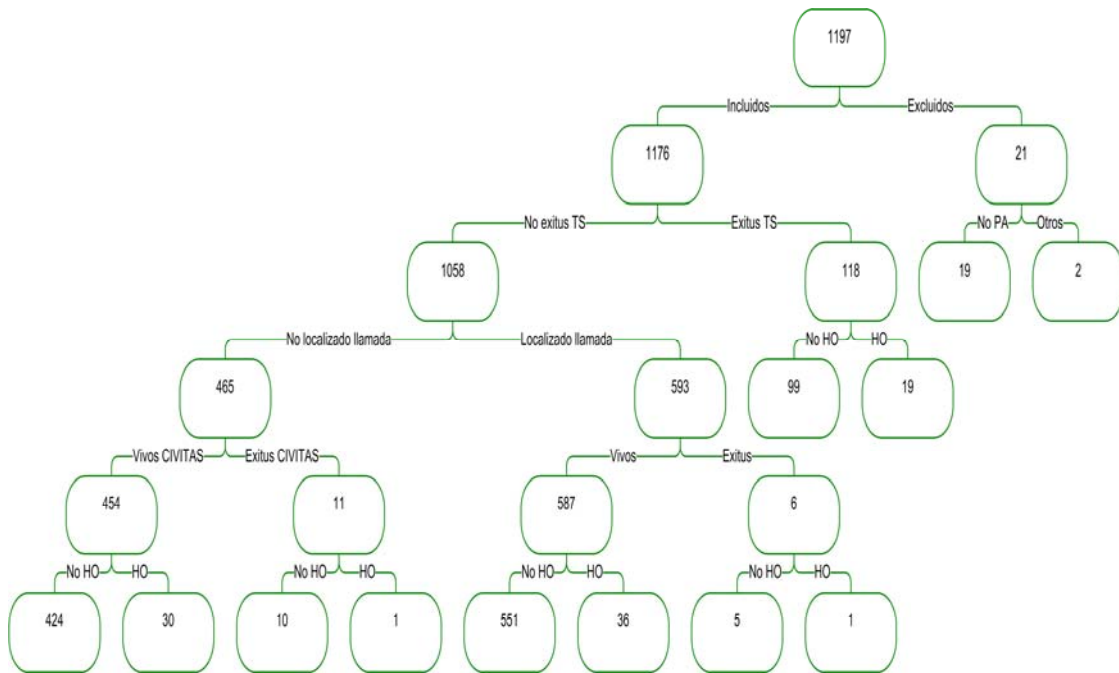 1197
Incluidos
Excluidos
1176
21
No exitus TS
Exitus TS
No PA
Otros
1058
118
19
2
No localizado llamada
Localizado llamada
No HO
HO
465
593
99
19
Vivos CIVITAS
Exitus CIVITAS
Vivos
Exitus
454
11
587
6
No HO
HO
No HO
HO
No HO
HO
No HO
HO
424
30
10
1
551
36
5
1